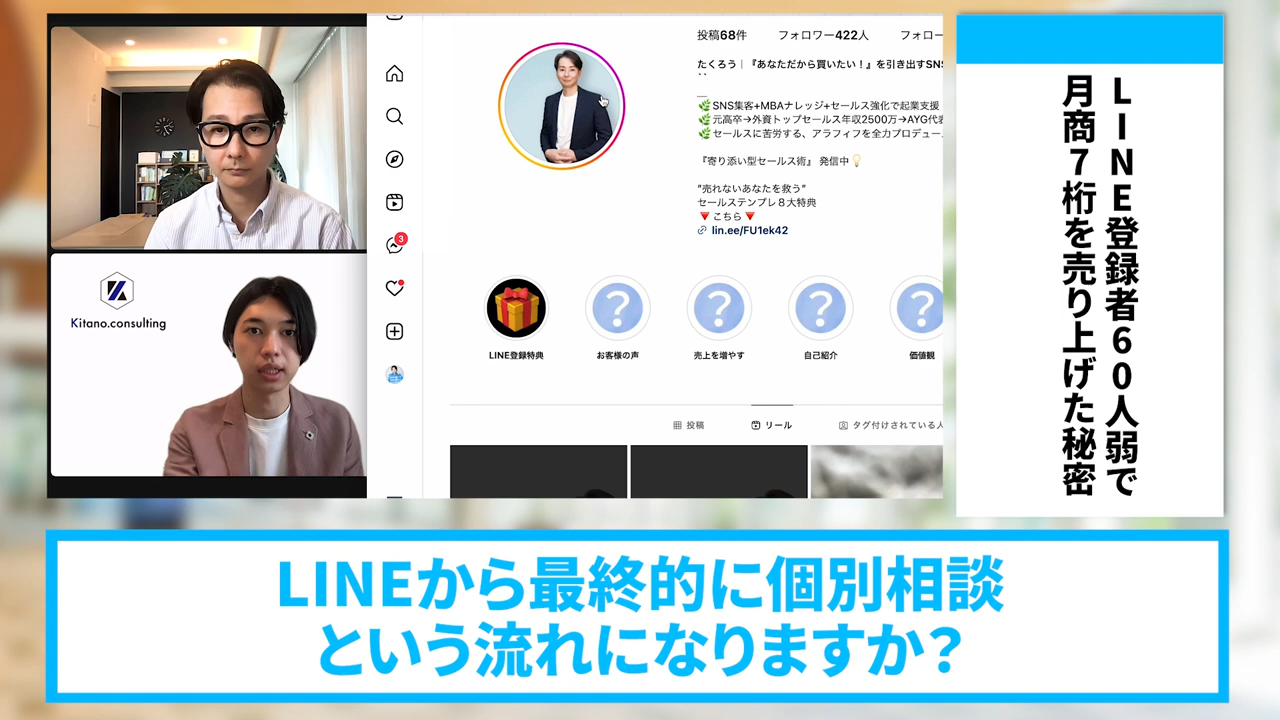 Kitano.consulting
3
投稿68件 フォロワー422人 フォロー
たくろう｜『あなただから買いたい！』を引き出すSNS
🌿SNS集客+MBAナレッジ+セールス強化で起業支援
🌿元高卒→外資トップセールス年収2500万→AYG代表
🌿セールスに苦労する、アラフィフを全力プロデュー..
『寄り添い型セールス術』 発信中💡
”売れないあなたを救う”
セールステンプレ８大特典
🔻こちら🔻
lin.ee/FU1ek42
LINE登録特典 お客様の声 売上を増やす 自己紹介 価値観
投稿 リール タグ付けされている人
LINE登録者60人弱で
月商7桁を売り上げた秘密
LINEから最終的に個別相談
という流れになりますか？